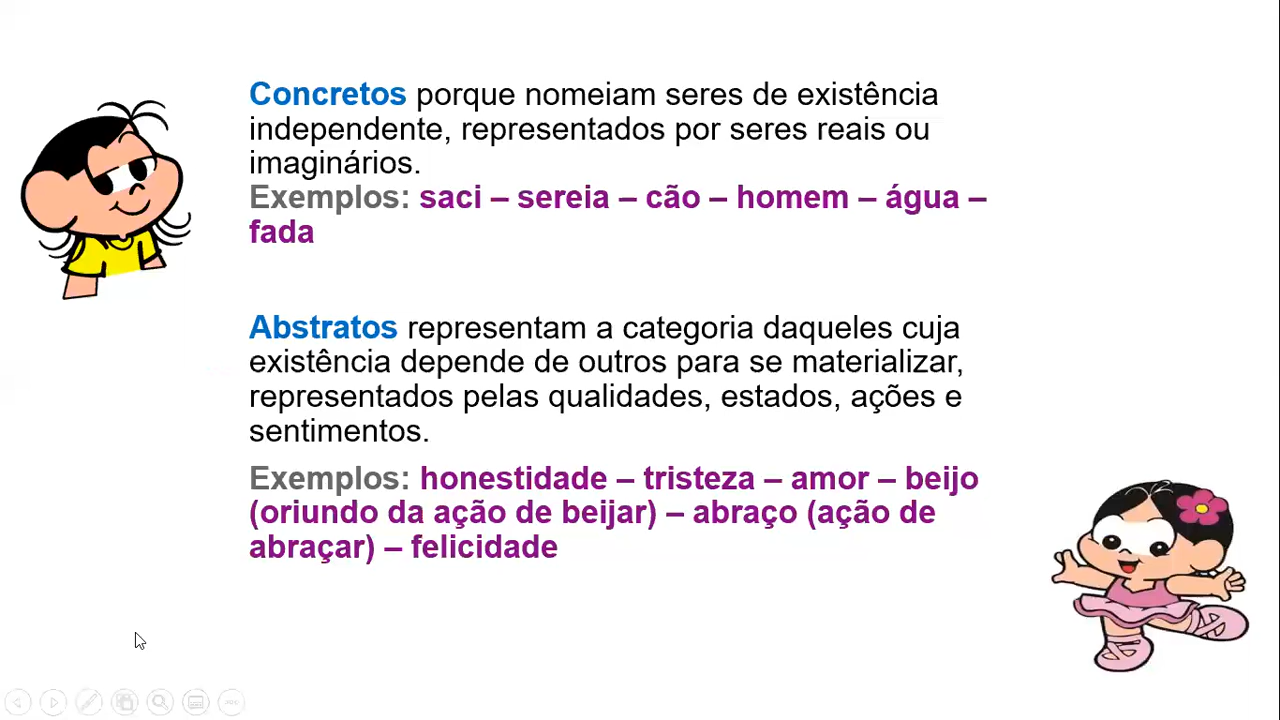 Concretos porque nomeiam seres de existência
independente, representados por seres reais ou
imaginários.
Exemplos: saci – sereia – cão – homem – água –
fada
Abstratos representam a categoria daqueles cuja
existência depende de outros para se materializar,
representados pelas qualidades, estados, ações e
sentimentos.
Exemplos: honestidade – tristeza – amor – beijo
(oriundo da ação de beijar) – abraço (ação de
abraçar) – felicidade